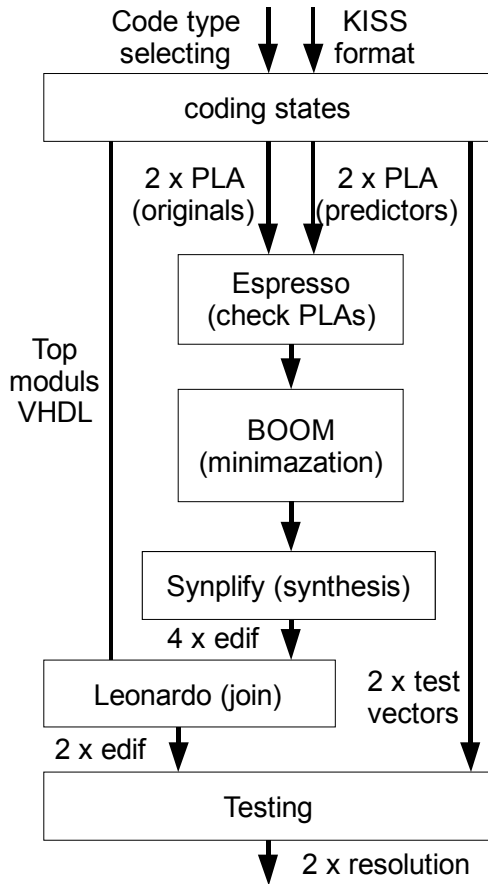 Code type
selecting
KISS
format
coding states
2 x PLA
(originals)
2 x PLA
(predictors)
Espresso
(check PLAs)
Top
moduls
VHDL
BOOM
(minimazation)
Synplify (synthesis)
4 x edif
Leonardo (join)
2 x test
vectors
2 x edif
Testing
2 x resolution